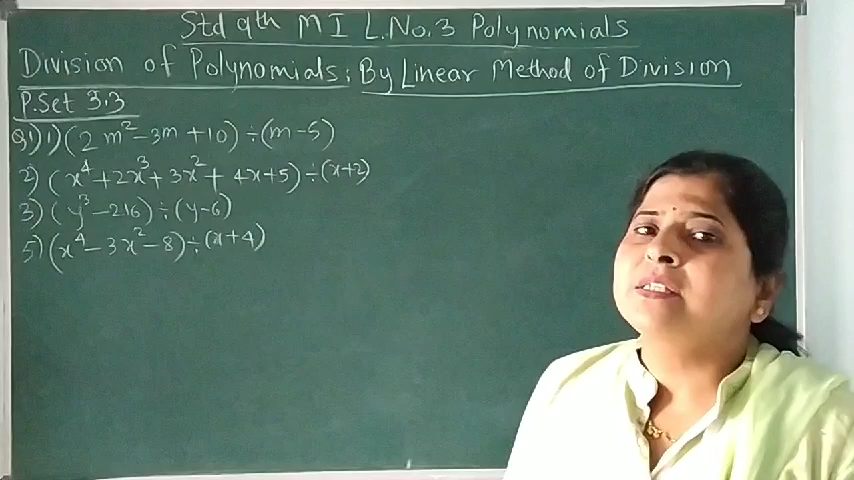 Std 9th M I L.No.3 Polynomials
Division of Polynomials : By Linear Method of Division
P.Set 3.3
Q1) 1) (2m² - 3m + 10) ÷ (m - 5)
2) (x⁴ + 2x³ + 3x² + 4x + 5) ÷ (x + 2)
3) (y³ - 216) ÷ (y - 6)
5) (x⁴ - 3x² - 8) ÷ (x + 4)